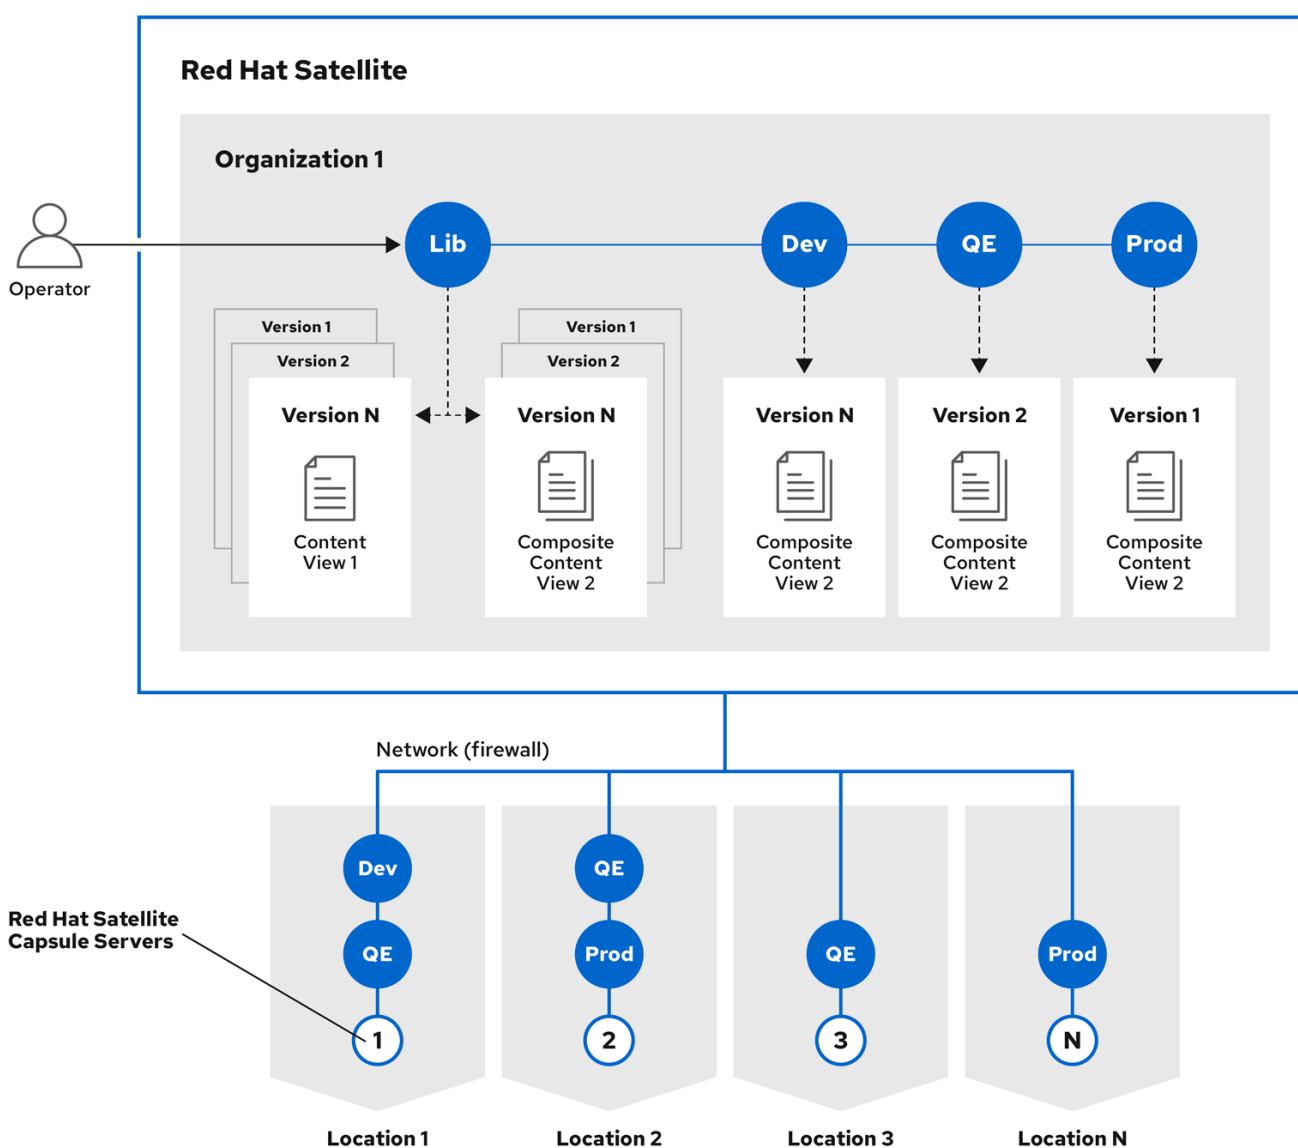 Red Hat Satellite
Organization 1
Operator
Lib
Dev
QE
Prod
Version 1
Version 2
Version N
Content
View 1
Version 1
Version 2
Version N
Composite
Content
View 2
Version N
Composite
Content
View 2
Version 2
Composite
Content
View 2
Version 1
Composite
Content
View 2
Network (firewall)
Red Hat Satellite
Capsule Servers
Dev
QE
1
Location 1
QE
Prod
2
Location 2
QE
3
Location 3
Prod
N
Location N